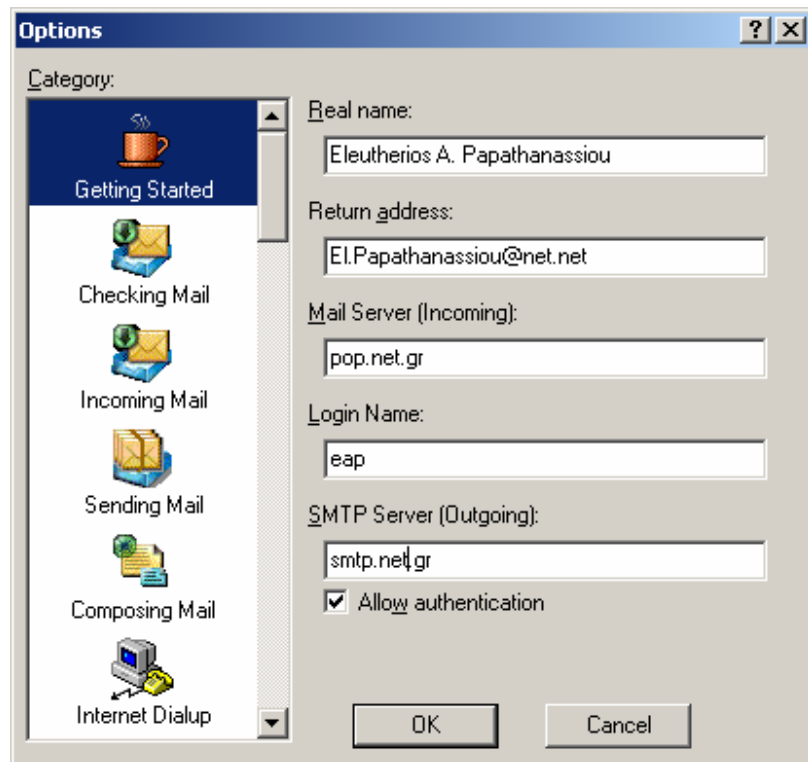 Options
Category:
Getting Started
Checking Mail
Incoming Mail
Sending Mail
Composing Mail
Internet Dialup
Real name:
Eleutherios A. Papathanassiou
Return address:
El.Papathanassiou@net.net
Mail Server (Incoming):
pop.net.gr
Login Name:
eap
SMTP Server (Outgoing):
smtp.net.gr
Allow authentication
OK
Cancel